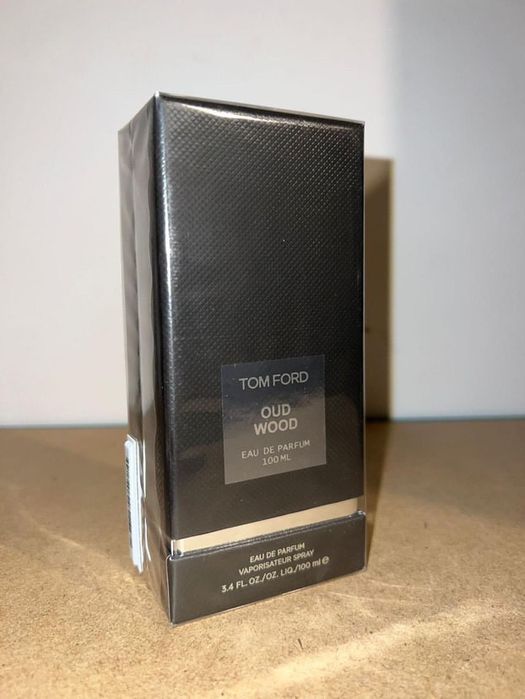 TOM FORD
OUD
WOOD
EAU DE PARFUM
100 ML
EAU DE PARFUM
VAPORISATEUR SPRAY
3.4 FL. OZ./OZ. LIQ./100 ml ℮